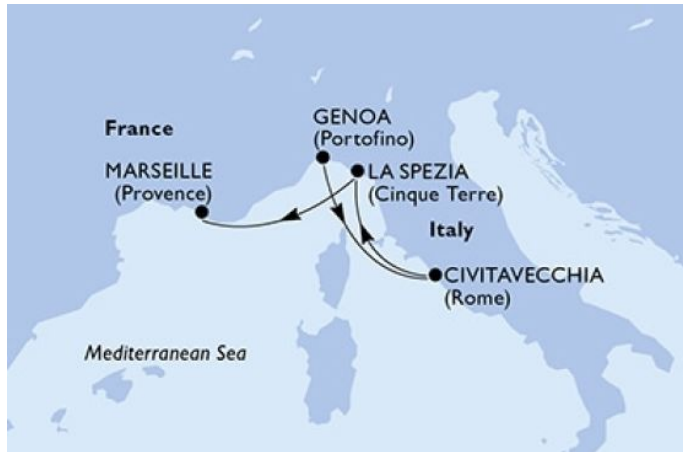 GENOA
(Portofino)
France
MARSEILLE
(Provence)
LA SPEZIA
(Cinque Terre)
Italy
CIVITAVECCHIA
(Rome)
Mediterranean Sea